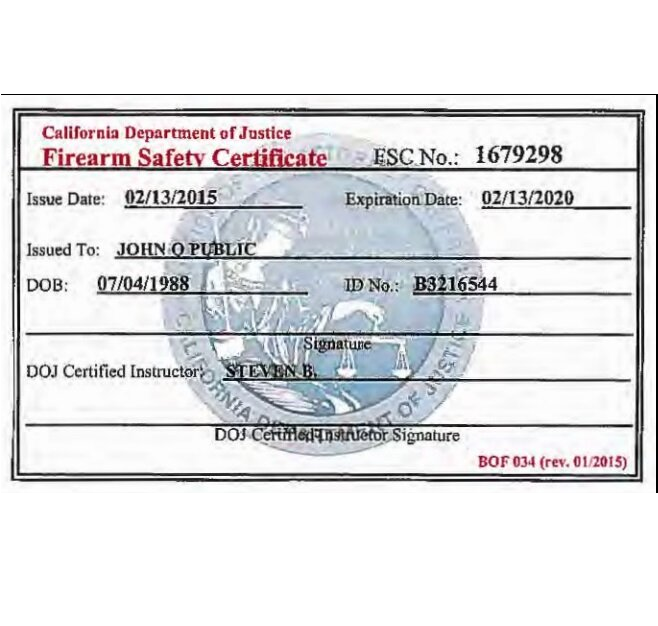 California Department of Justice
Firearm Safety Certificate ESC No.: 1679298
Issue Date: 02/13/2015 Expiration Date: 02/13/2020
Issued To: JOHN Q PUBLIC
DOB: 07/04/1988 ID No.: B3216544
Signature
DOJ Certified Instructor: STEVEN B.
DOJ Certified Instructor Signature
BOF 034 (rev. 01/2015)
CALIFORNIA DEPARTMENT OF JUSTICE